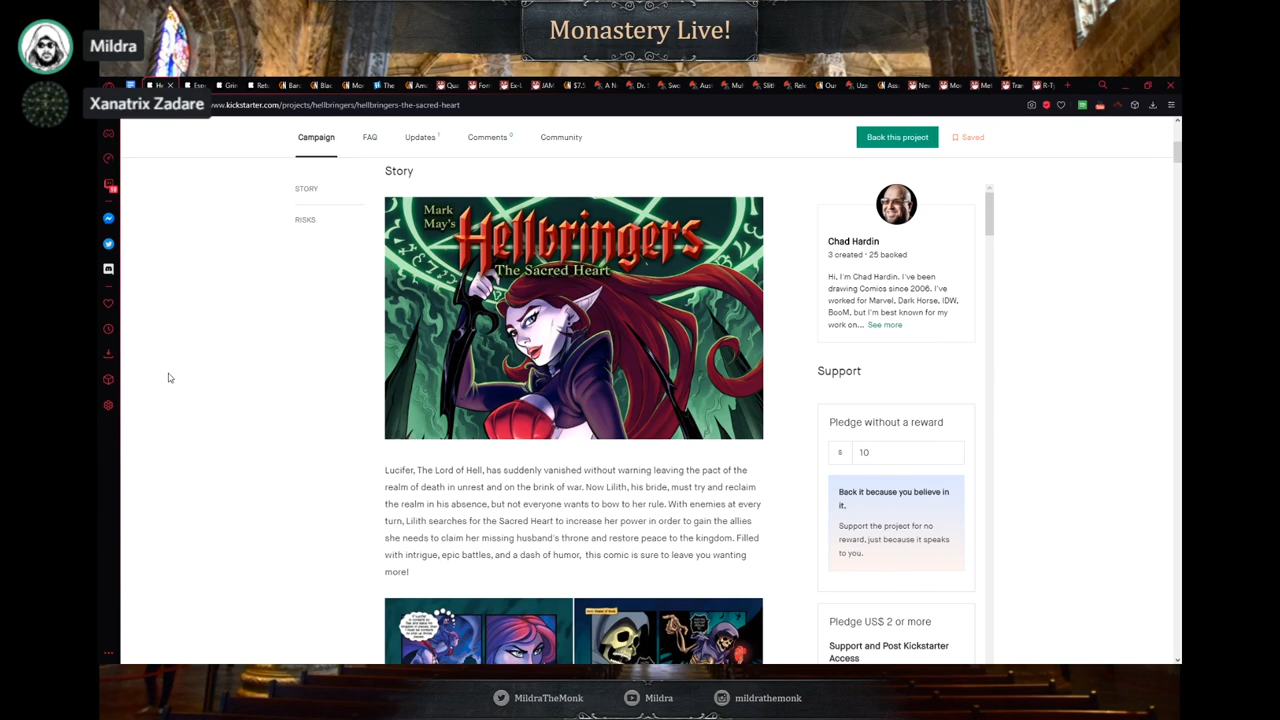 Monastery Live!
Mildra
Xanatrix Zadare
www.kickstarter.com/projects/hellbringers/hellbringers-the-sacred-heart
Campaign FAQ Updates 1 Comments 0 Community
Back this project
Saved
STORY
RISKS
Story
Mark May's
Hellbringers
The Sacred Heart
Lucifer, The Lord of Hell, has suddenly vanished without warning leaving the pact of the
realm of death in unrest and on the brink of war. Now Lilith, his bride, must try and reclaim
the realm in his absence, but not everyone wants to bow to her rule. With enemies at every
turn, Lilith searches for the Sacred Heart to increase her power in order to gain the allies
she needs to claim her missing husband's throne and restore peace to the kingdom. Filled
with intrigue, epic battles, and a dash of humor, this comic is sure to leave you wanting
more!
Chad Hardin
3 created · 25 backed
Hi, I'm Chad Hardin. I've been
drawing Comics since 2006. I've
worked for Marvel, Dark Horse, IDW,
BooM, but I'm best known for my
work on... See more
Support
Pledge without a reward
$ 10
Back it because you believe in
it.
Support the project for no
reward, just because it speaks
to you.
Pledge US$ 2 or more
Support and Post Kickstarter
Access
MildraTheMonk
Mildra
mildrathemonk